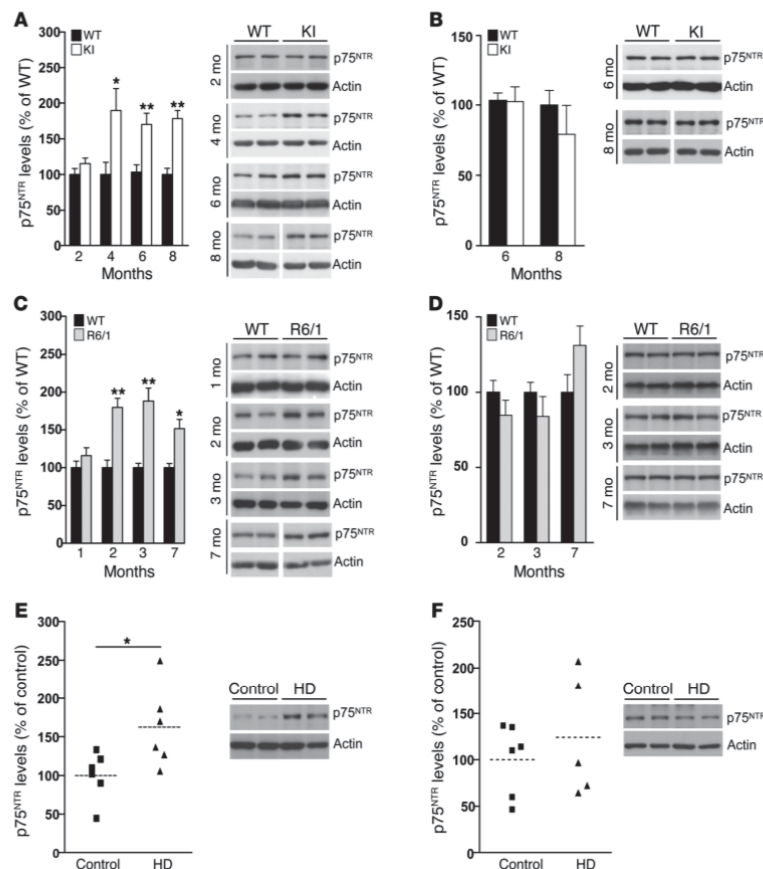 A
p75NTR levels (% of WT)
300
250
200
150
100
50
0
WT
KI
*
**
**
2
4
6
8
Months
WT KI
2 mo
p75NTR
Actin
4 mo
p75NTR
Actin
6 mo
p75NTR
Actin
8 mo
p75NTR
Actin
B
p75NTR levels (% of WT)
150
100
50
0
WT
KI
6
8
Months
WT KI
6 mo
p75NTR
Actin
8 mo
p75NTR
Actin
C
p75NTR levels (% of WT)
300
250
200
150
100
50
0
WT
R6/1
**
**
*
1
2
3
7
Months
WT R6/1
1 mo
p75NTR
Actin
2 mo
p75NTR
Actin
3 mo
p75NTR
Actin
7 mo
p75NTR
Actin
D
p75NTR levels (% of WT)
150
100
50
0
WT
R6/1
2
3
7
Months
WT R6/1
2 mo
p75NTR
Actin
3 mo
p75NTR
Actin
7 mo
p75NTR
Actin
E
p75NTR levels (% of control)
300
250
200
150
100
50
0
*
Control HD
Control HD
p75NTR
Actin
F
p75NTR levels (% of control)
250
200
150
100
50
0
Control HD
Control HD
p75NTR
Actin